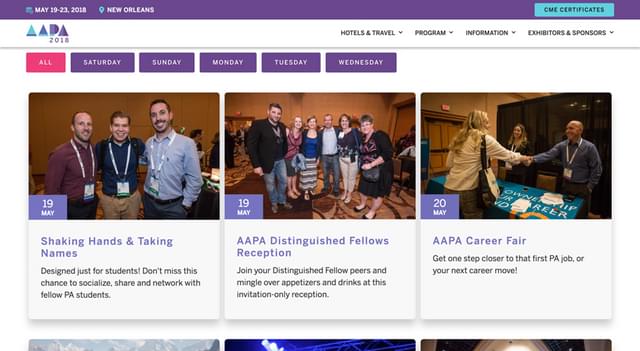 MAY 19-23, 2018 NEW ORLEANS CME CERTIFICATES
AAPA
2018
HOTELS & TRAVEL PROGRAM INFORMATION EXHIBITORS & SPONSORS
ALL SATURDAY SUNDAY MONDAY TUESDAY WEDNESDAY
19
MAY
Shaking Hands & Taking
Names
Designed just for students! Don't miss this
chance to socialize, share and network with
fellow PA students.
19
MAY
AAPA Distinguished Fellows
Reception
Join your Distinguished Fellow peers and
mingle over appetizers and drinks at this
invitation-only reception.
OWNERSHIP
CAREER
20
MAY
AAPA Career Fair
Get one step closer to that first PA job, or
your next career move!